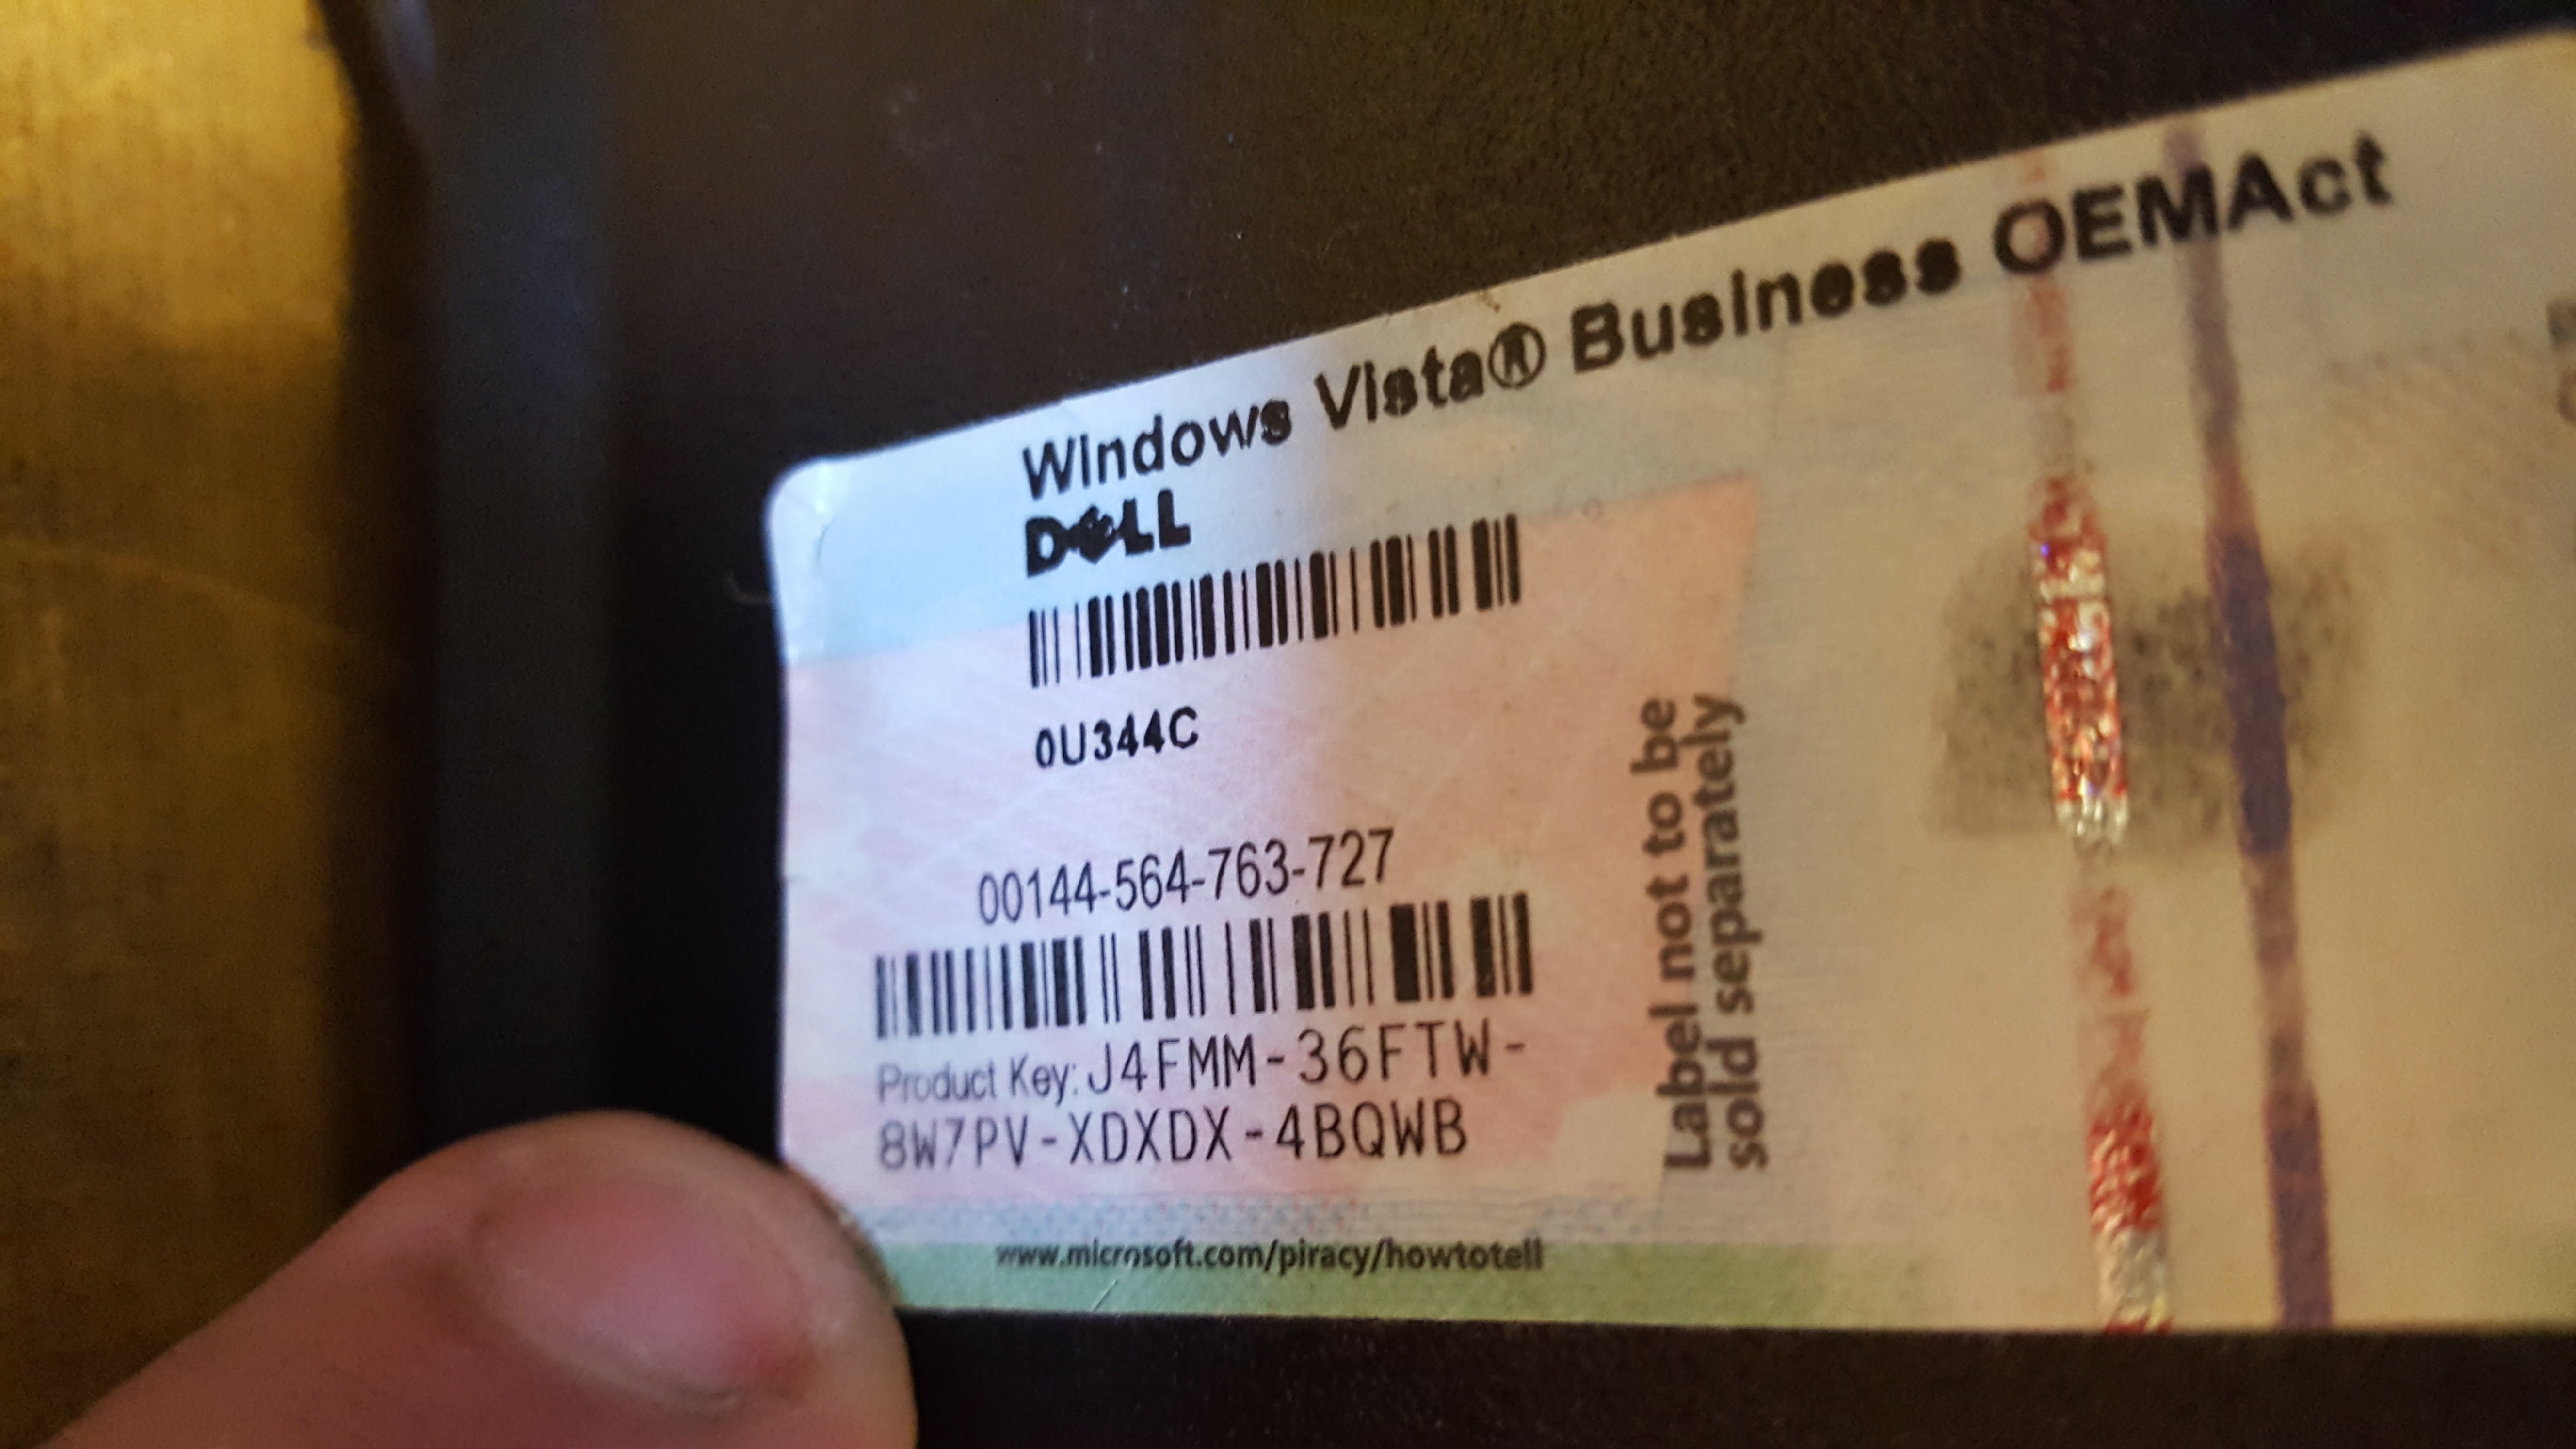 Windows Vista® Business OEMAct
DELL
0U344C
00144-564-763-727
Product Key: J4FMM-36FTW-
8W7PV-XDXDX-4BQWB
Label not to be
sold separately
www.microsoft.com/piracy/howtotell